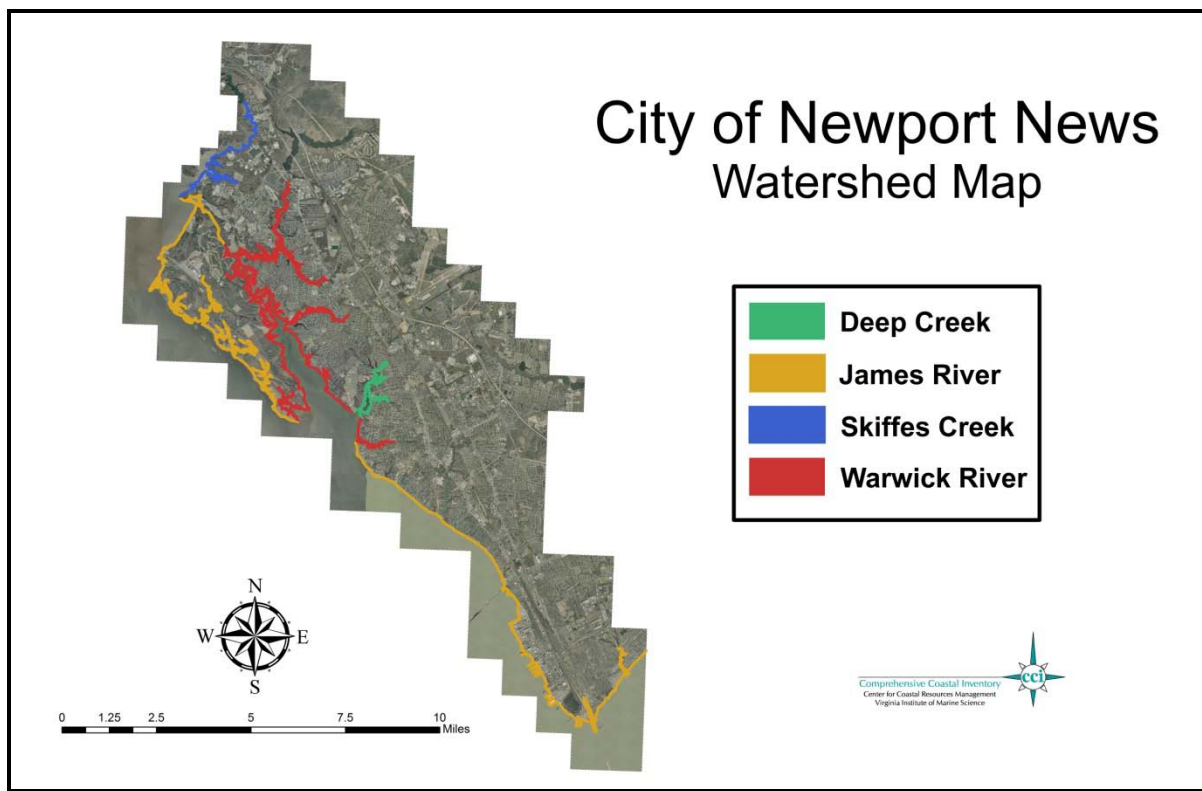 City of Newport News
Watershed Map
Deep Creek
James River
Skiffes Creek
Warwick River
N
W E
S
0 1.25 2.5 5 7.5 10
Miles
Comprehensive Coastal Inventory
Center for Coastal Resources Management
Virginia Institute of Marine Science
cci